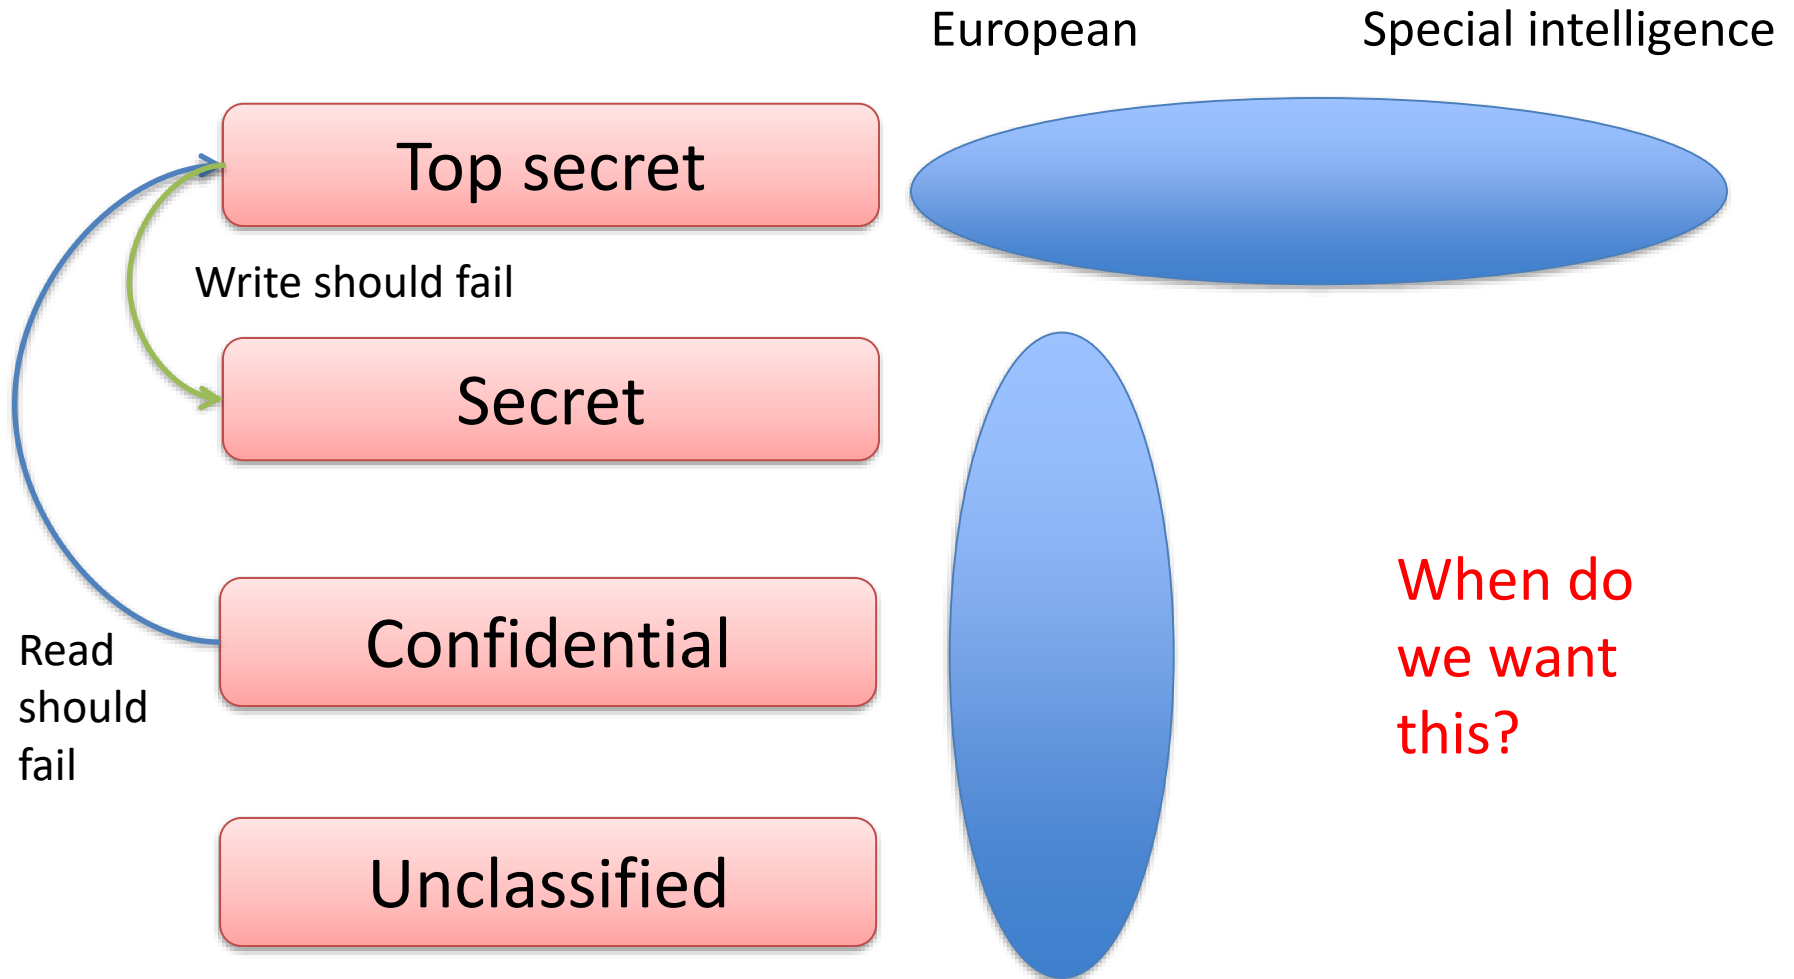 European
Special intelligence
Top secret
Write should fail
Secret
Confidential
Read
should
fail
Unclassified
When do
we want
this?